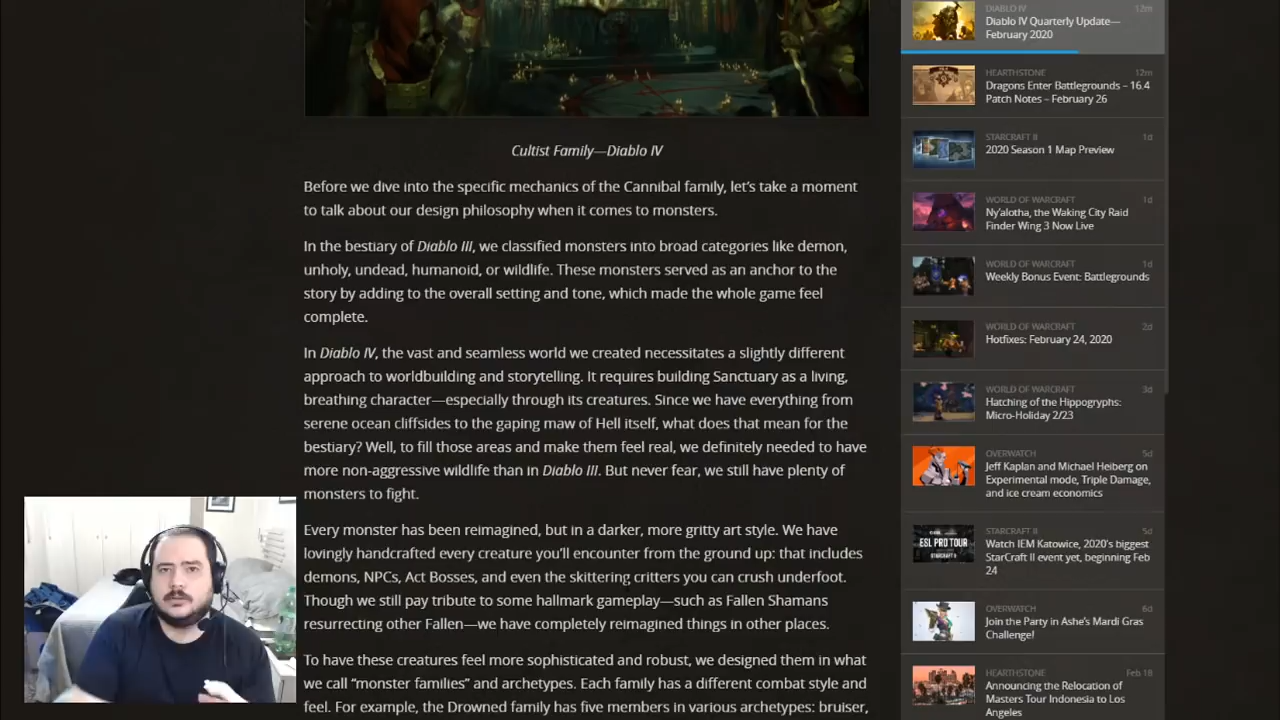 Cultist Family—Diablo IV
Before we dive into the specific mechanics of the Cannibal family, let's take a moment
to talk about our design philosophy when it comes to monsters.
In the bestiary of Diablo III, we classified monsters into broad categories like demon,
unholy, undead, humanoid, or wildlife. These monsters served as an anchor to the
story by adding to the overall setting and tone, which made the whole game feel
complete.
In Diablo IV, the vast and seamless world we created necessitates a slightly different
approach to worldbuilding and storytelling. It requires building Sanctuary as a living,
breathing character—especially through its creatures. Since we have everything from
serene ocean cliffsides to the gaping maw of Hell itself, what does that mean for the
bestiary? Well, to fill those areas and make them feel real, we definitely needed to have
more non-aggressive wildlife than in Diablo III. But never fear, we still have plenty of
monsters to fight.
Every monster has been reimagined, but in a darker, more gritty art style. We have
lovingly handcrafted every creature you'll encounter from the ground up: that includes
demons, NPCs, Act Bosses, and even the skittering critters you can crush underfoot.
Though we still pay tribute to some hallmark gameplay—such as Fallen Shamans
resurrecting other Fallen—we have completely reimagined things in other places.
To have these creatures feel more sophisticated and robust, we designed them in what
we call "monster families" and archetypes. Each family has a different combat style and
feel. For example, the Drowned family has five members in various archetypes: bruiser,
DIABLO IV 12m
Diablo IV Quarterly Update—
February 2020
HEARTHSTONE 12m
Dragons Enter Battlegrounds – 16.4
Patch Notes – February 26
STARCRAFT II 1d
2020 Season 1 Map Preview
WORLD OF WARCRAFT 1d
Ny'alotha, the Waking City Raid
Finder Wing 3 Now Live
WORLD OF WARCRAFT 1d
Weekly Bonus Event: Battlegrounds
WORLD OF WARCRAFT 2d
Hotfixes: February 24, 2020
WORLD OF WARCRAFT 3d
Hatching of the Hippogryphs:
Micro-Holiday 2/23
OVERWATCH 5d
Jeff Kaplan and Michael Heiberg on
Experimental mode, Triple Damage,
and ice cream economics
ESL PRO TOUR
STARCRAFT II
STARCRAFT II 5d
Watch IEM Katowice, 2020's biggest
StarCraft II event yet, beginning Feb
24
OVERWATCH 6d
Join the Party in Ashe's Mardi Gras
Challenge!
HEARTHSTONE Feb 18
Announcing the Relocation of
Masters Tour Indonesia to Los
Angeles